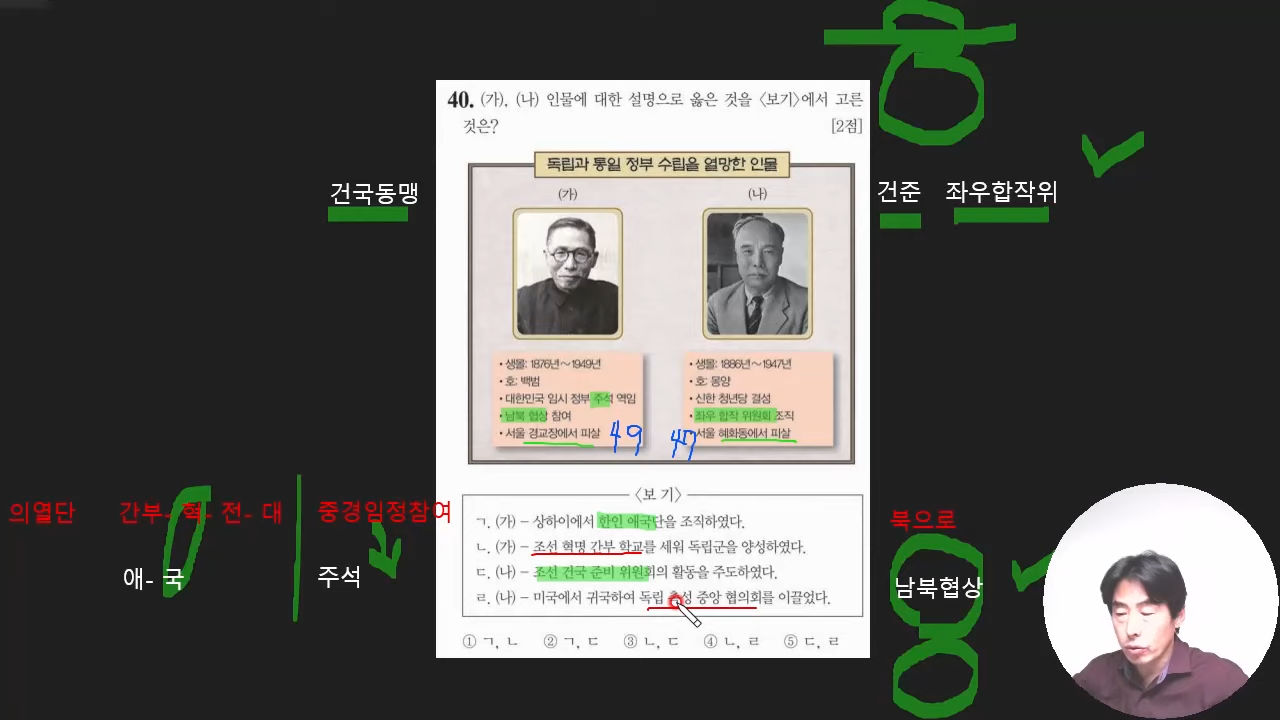 40. (가), (나) 인물에 대한 설명으로 옳은 것을 <보기>에서 고른
것은? [2점]
독립과 통일 정부 수립을 열망한 인물
(가) (나)
건국동맹
건준 좌우합작위
• 생몰: 1876년~1949년
• 호: 백범
• 대한민국 임시 정부 주석 역임
• 남북 협상 참여
• 서울 경교장에서 피살
49
• 생몰: 1886년~1947년
• 호: 몽양
• 신한 청년당 결성
• 좌우 합작 위원회 조직
• 서울 혜화동에서 피살
47
의열단 간부- 혁- 전- 대 중경임정참여
애- 국 주석
북으로
남북협상
<보 기>
ㄱ. (가) - 상하이에서 한인 애국단을 조직하였다.
ㄴ. (가) - 조선 혁명 간부 학교를 세워 독립군을 양성하였다.
ㄷ. (나) - 조선 건국 준비 위원회의 활동을 주도하였다.
ㄹ. (나) - 미국에서 귀국하여 독립 촉성 중앙 협의회를 이끌었다.
① ㄱ, ㄴ ② ㄱ, ㄷ ③ ㄴ, ㄷ ④ ㄴ, ㄹ ⑤ ㄷ, ㄹ